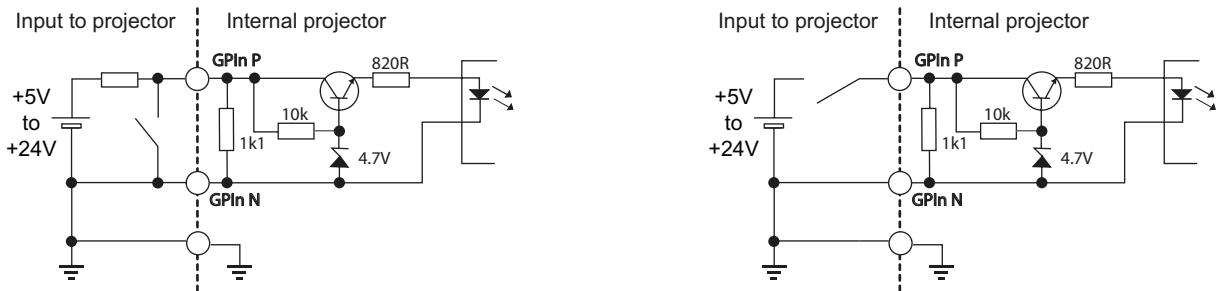 Input to projector
Internal projector
GPIn P
820R
+5V
to
+24V
10k
1k1
4.7V
GPIn N
Input to projector
Internal projector
GPIn P
820R
+5V
to
+24V
10k
1k1
4.7V
GPIn N